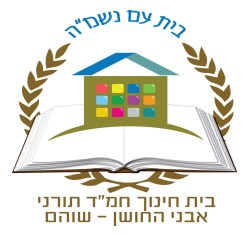 בית עם נשמ"ה
בית חינוך חמ"ד תורני
אבני החושן - שוהם